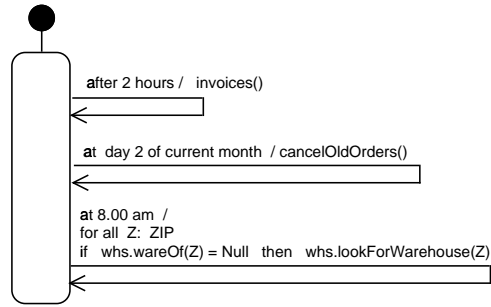 after 2 hours / invoices()
at day 2 of current month / cancelOldOrders()
at 8.00 am /
for all Z: ZIP
if whs.wareOf(Z) = Null then whs.lookForWarehouse(Z)